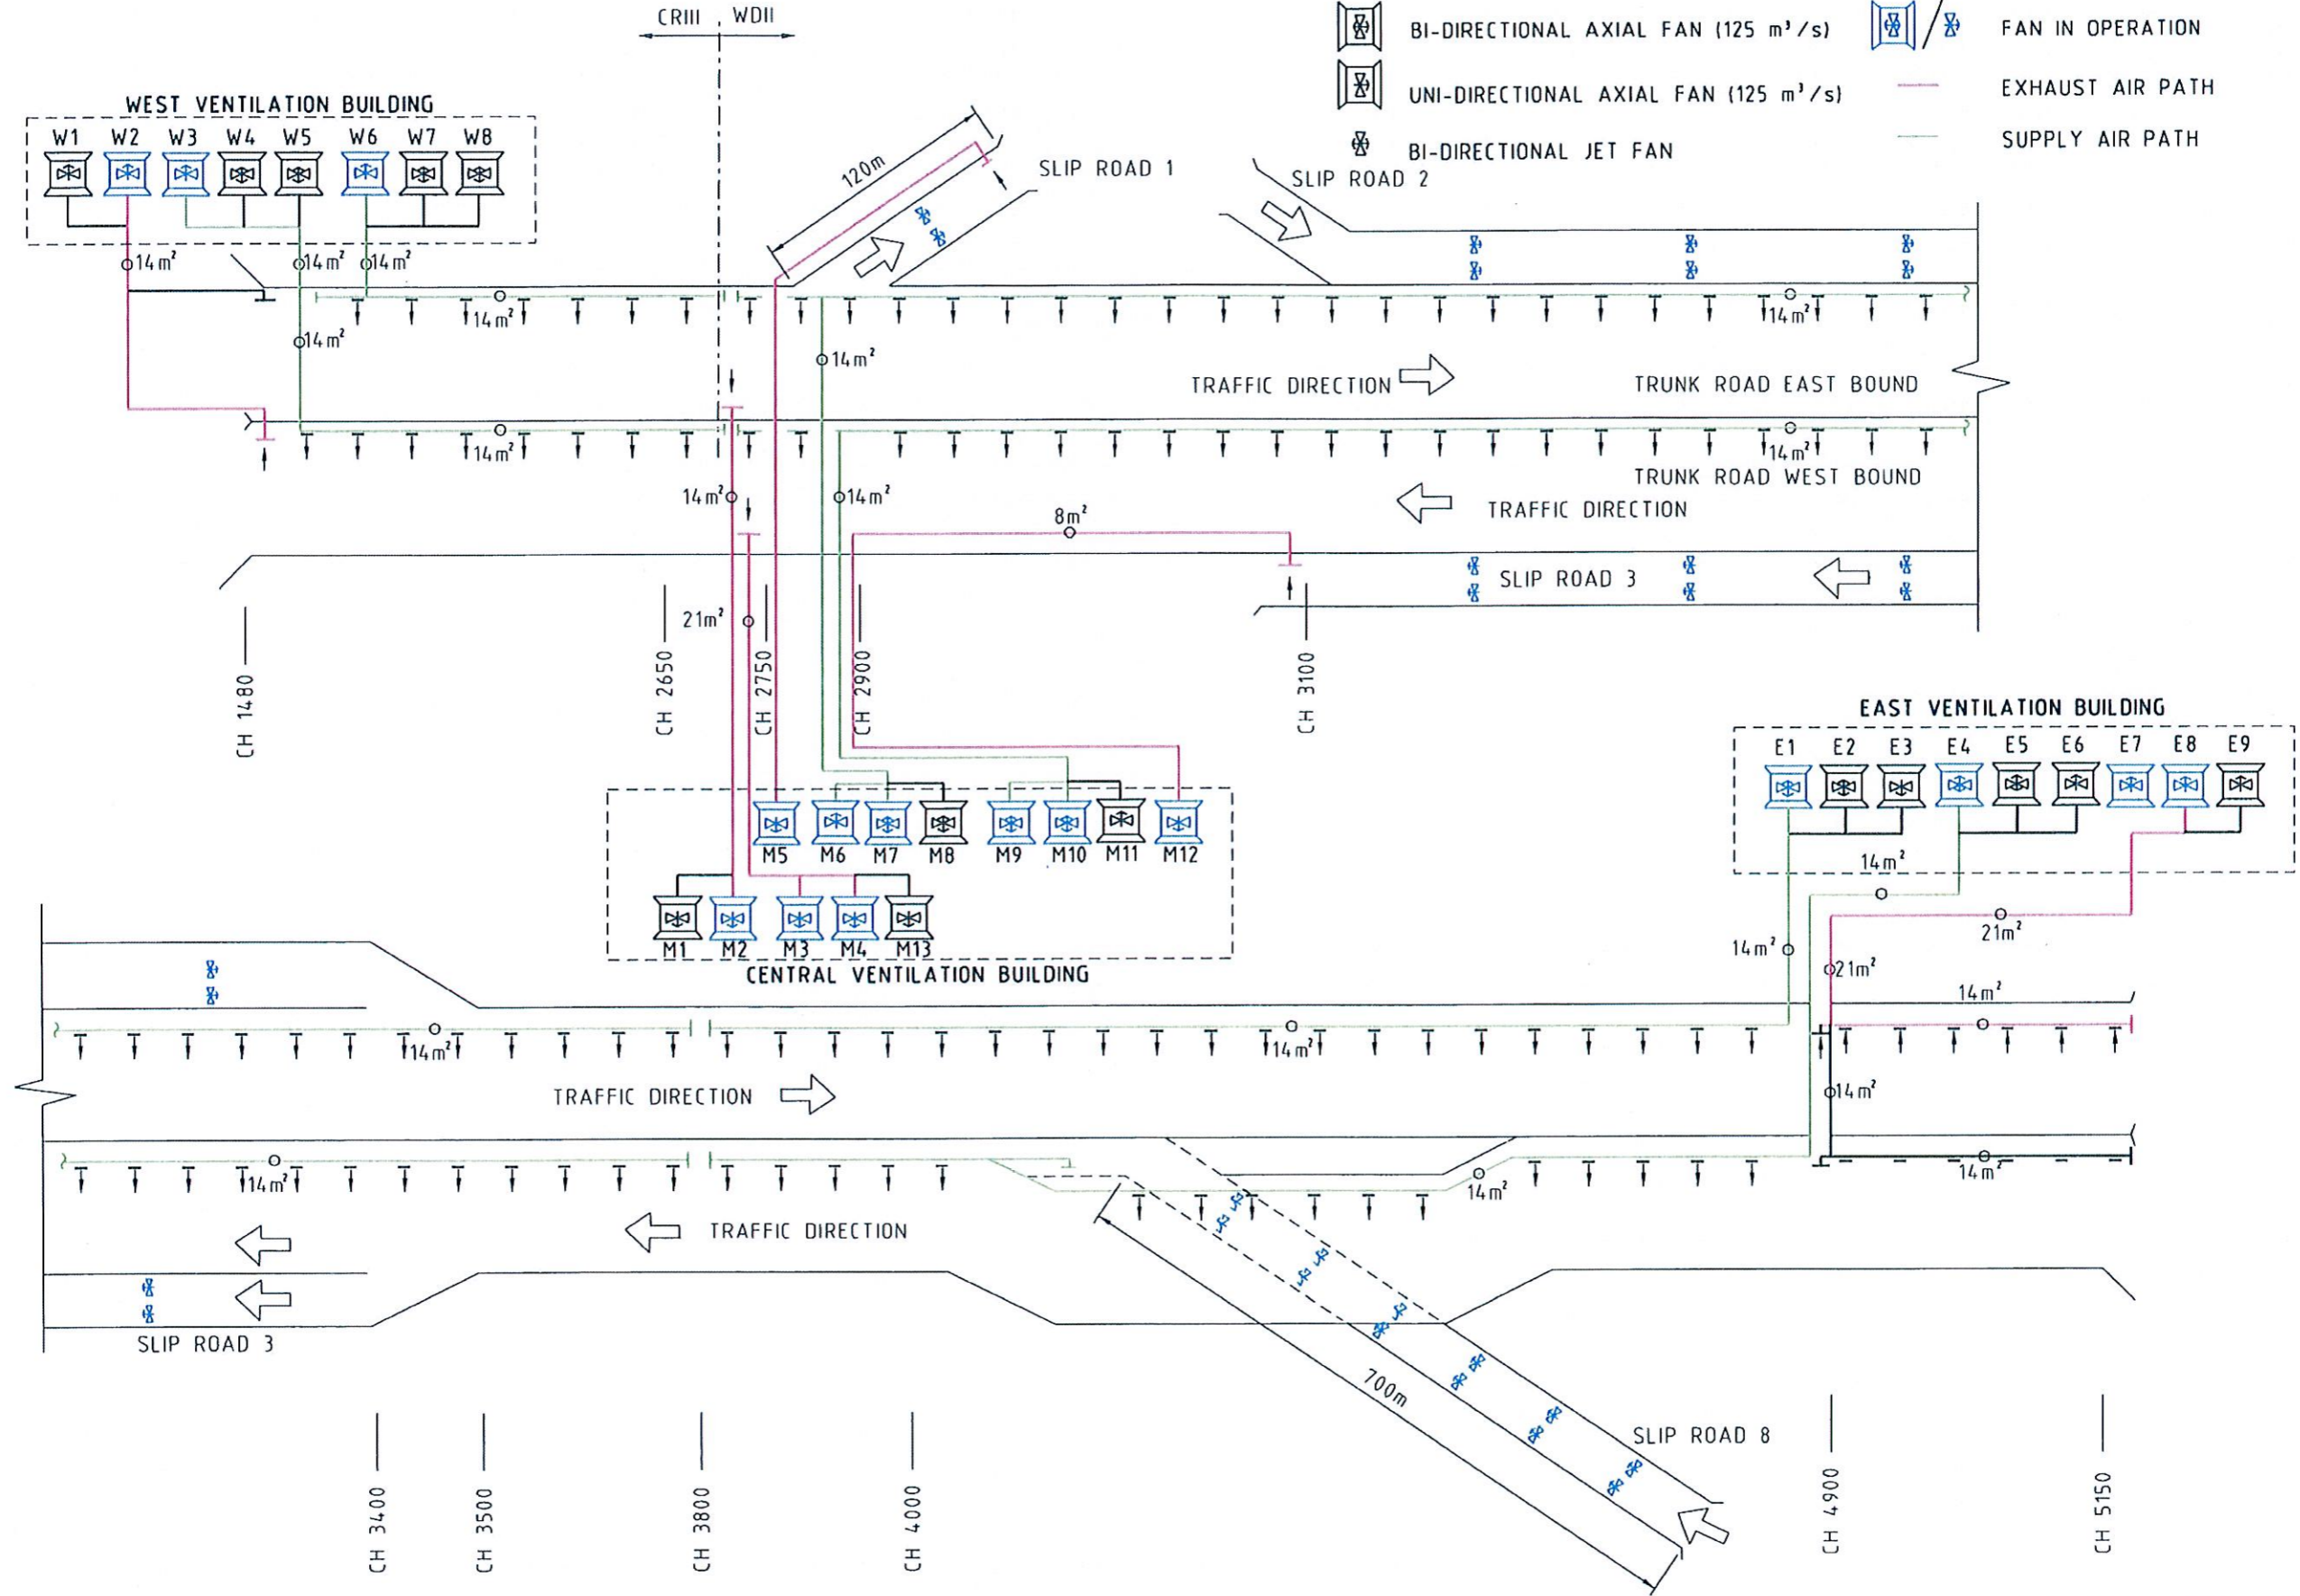 CRIII WDII
BI-DIRECTIONAL AXIAL FAN (125 m³/s)
FAN IN OPERATION
UNI-DIRECTIONAL AXIAL FAN (125 m³/s)
EXHAUST AIR PATH
BI-DIRECTIONAL JET FAN
SUPPLY AIR PATH
WEST VENTILATION BUILDING
W1 W2 W3 W4 W5 W6 W7 W8
120m
SLIP ROAD 1
SLIP ROAD 2
14m² 14m² 14m²
14m² 14m²
14m²
14m²
TRAFFIC DIRECTION
TRUNK ROAD EAST BOUND
14m² 14m²
TRUNK ROAD WEST BOUND
14m² 14m²
TRAFFIC DIRECTION
8m²
SLIP ROAD 3
21m²
CH 1480
CH 2650
CH 2750
CH 2900
CH 3100
EAST VENTILATION BUILDING
E1 E2 E3 E4 E5 E6 E7 E8 E9
M5 M6 M7 M8 M9 M10 M11 M12
M1 M2 M3 M4 M13
CENTRAL VENTILATION BUILDING
14m²
21m²
14m²
21m²
14m²
14m² 14m²
14m²
TRAFFIC DIRECTION
14m² 14m² 14m²
TRAFFIC DIRECTION
SLIP ROAD 3
700m
SLIP ROAD 8
CH 3400
CH 3500
CH 3800
CH 4000
CH 4900
CH 5150